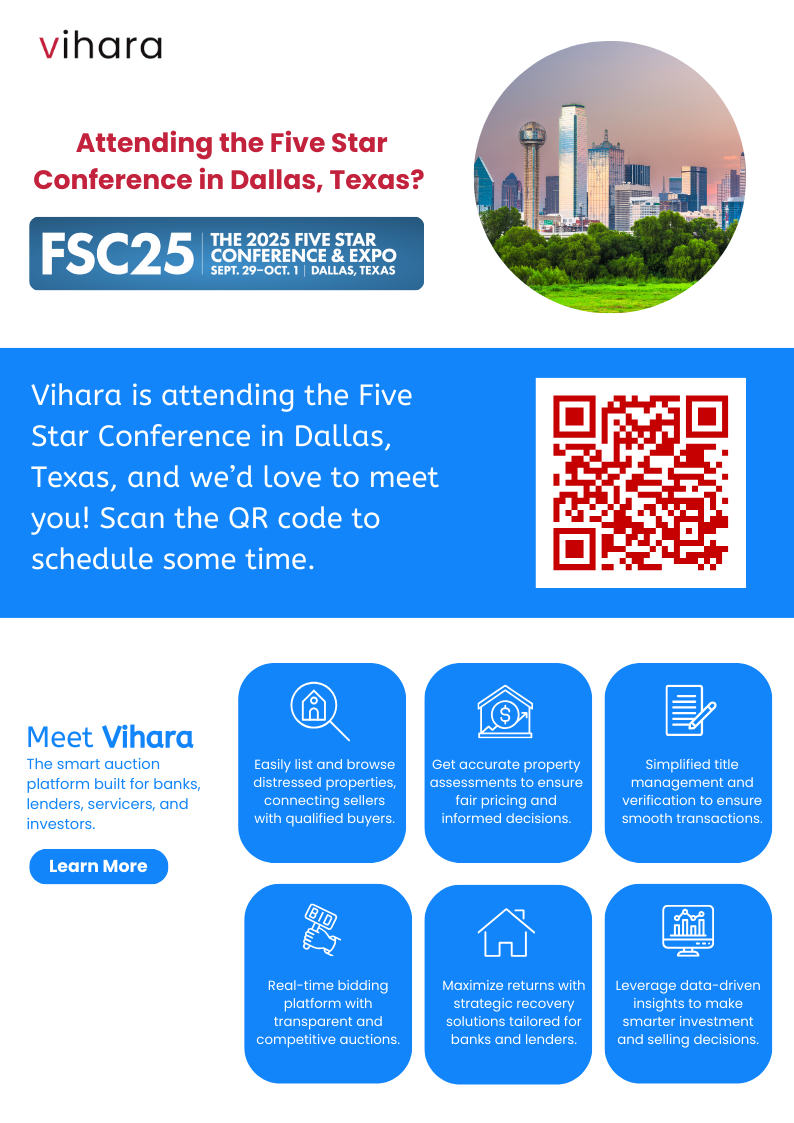 vihara
Attending the Five Star
Conference in Dallas, Texas?
FSC25
THE 2025 FIVE STAR
CONFERENCE & EXPO
SEPT. 29–OCT. 1 | DALLAS, TEXAS
Vihara is attending the Five
Star Conference in Dallas,
Texas, and we’d love to meet
you! Scan the QR code to
schedule some time.
Meet Vihara
The smart auction
platform built for banks,
lenders, servicers, and
investors.
Learn More
Easily list and browse
distressed properties,
connecting sellers
with qualified buyers.
Get accurate property
assessments to ensure
fair pricing and
informed decisions.
Simplified title
management and
verification to ensure
smooth transactions.
BID
Real-time bidding
platform with
transparent and
competitive auctions.
Maximize returns with
strategic recovery
solutions tailored for
banks and lenders.
Leverage data-driven
insights to make
smarter investment
and selling decisions.